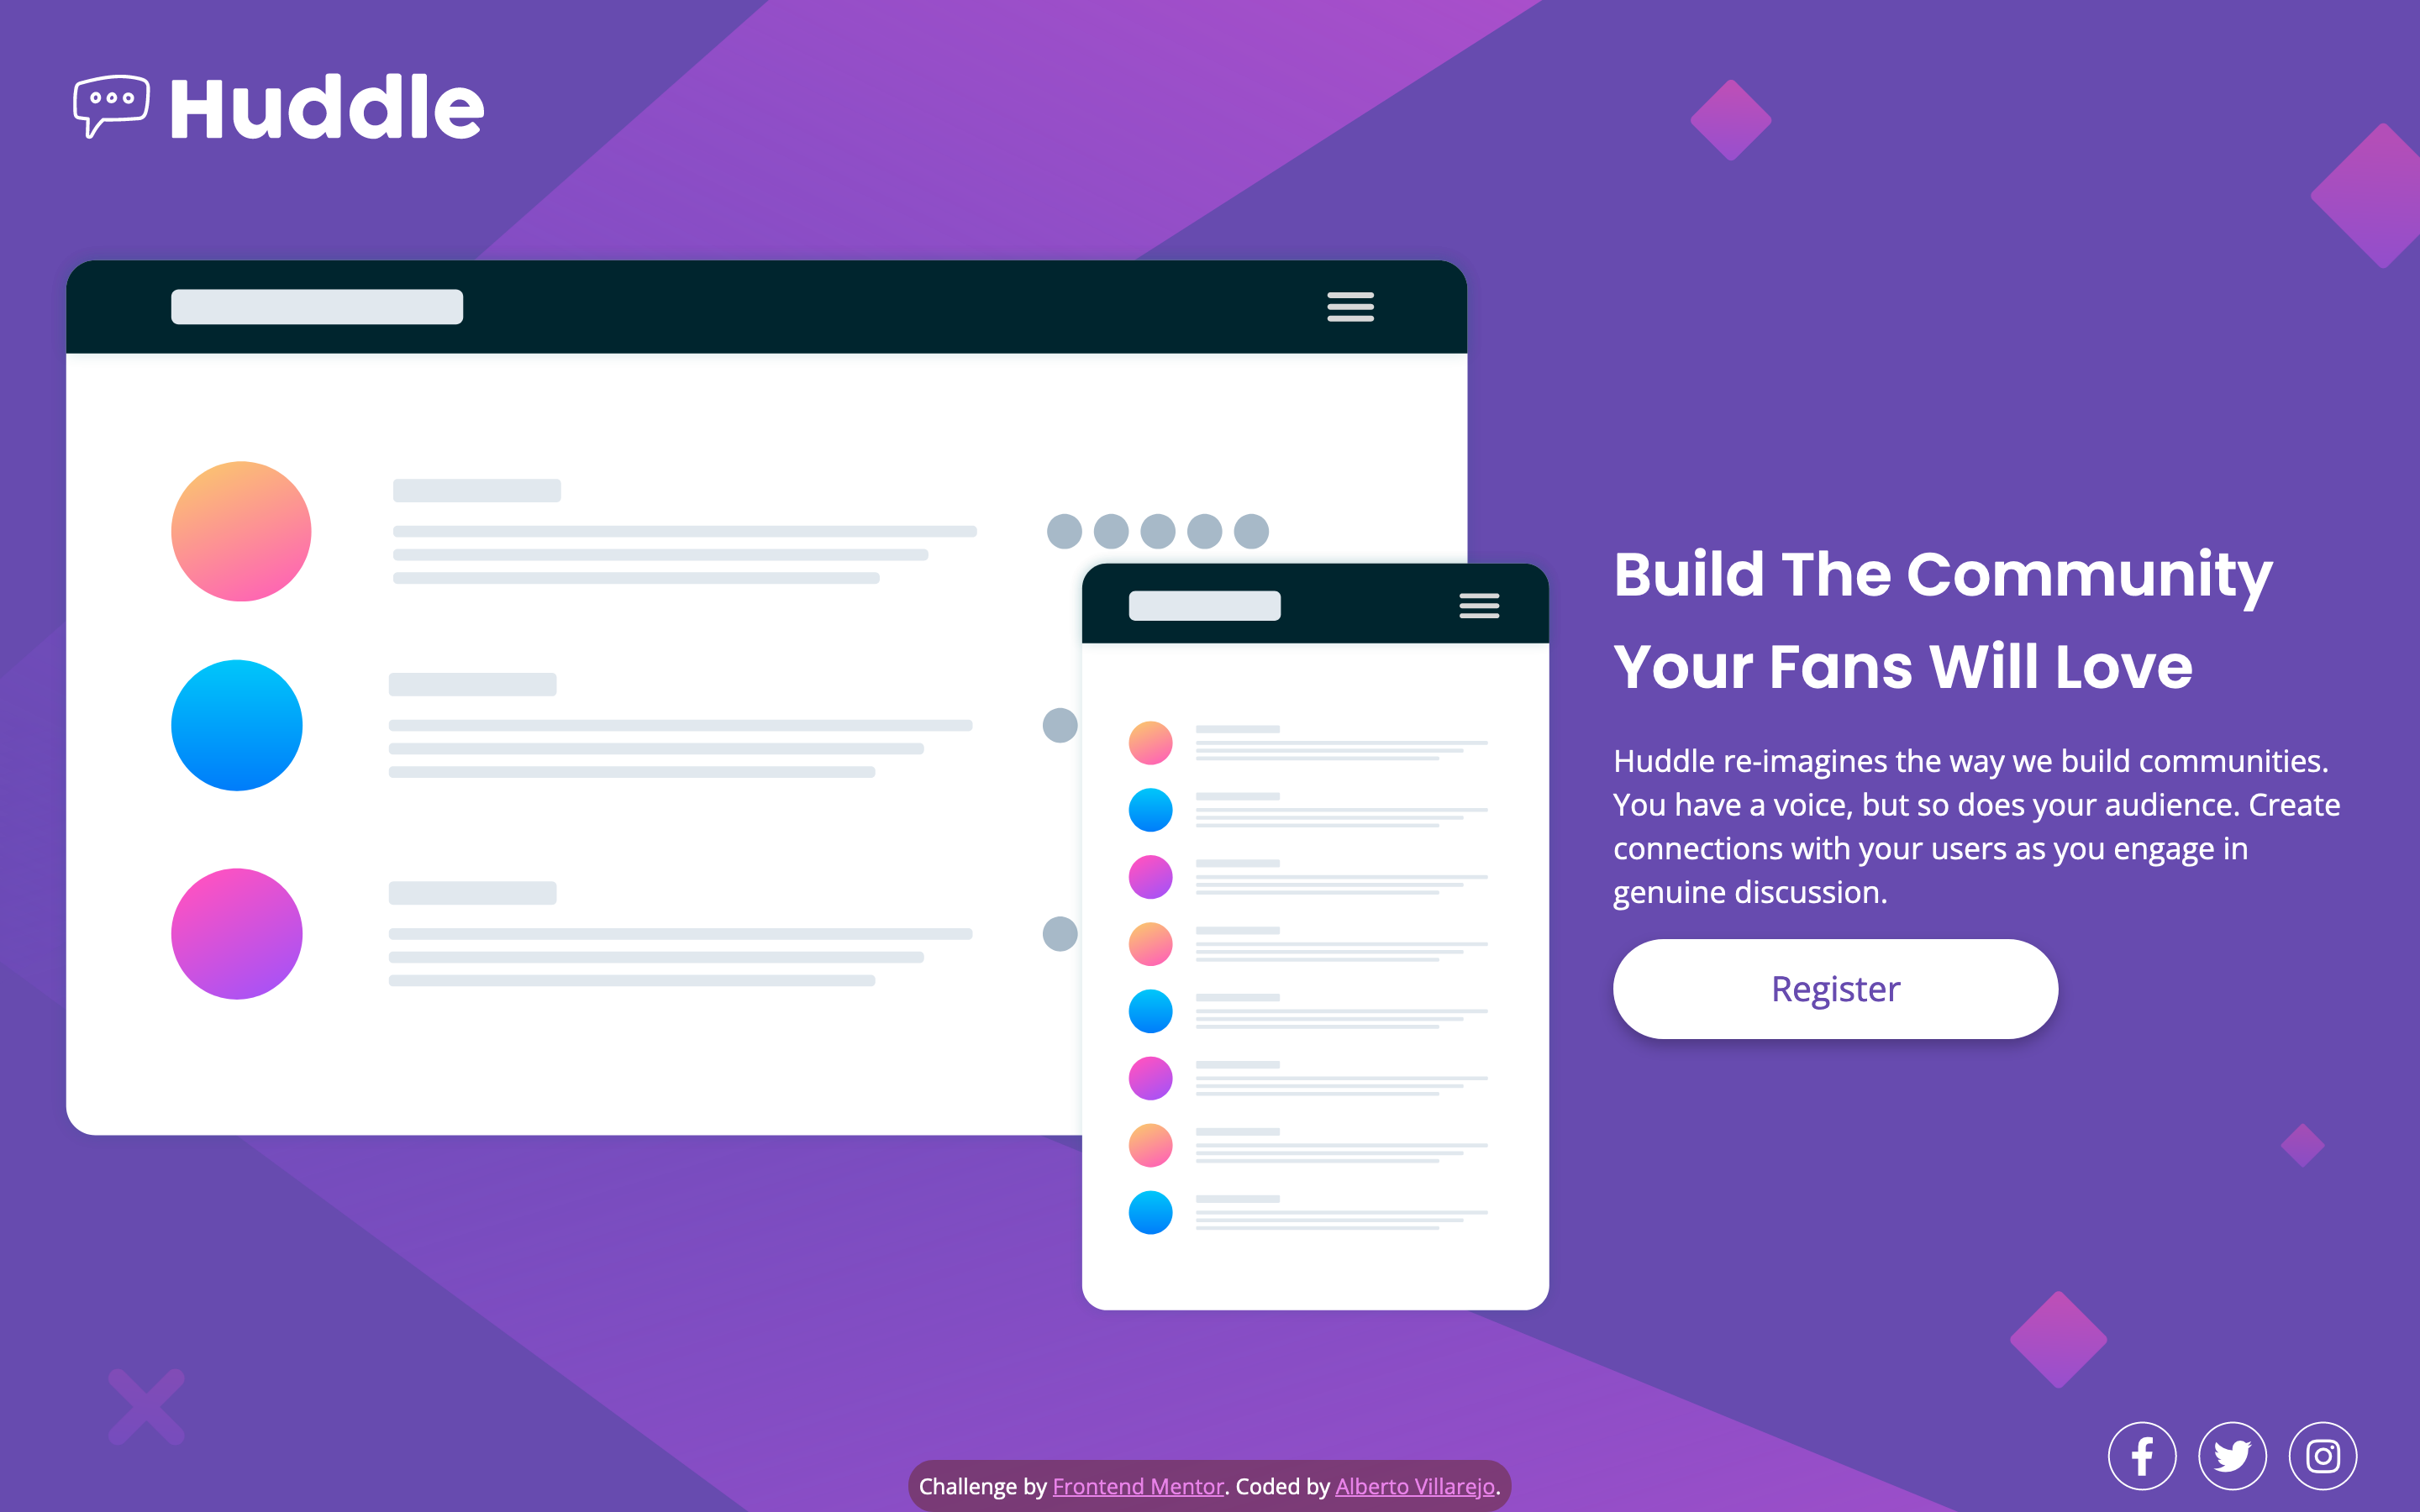 Huddle
Build The Community
Your Fans Will Love
Huddle re-imagines the way we build communities.
You have a voice, but so does your audience. Create
connections with your users as you engage in
genuine discussion.
Register
Challenge by Frontend Mentor. Coded by Alberto Villarejo.